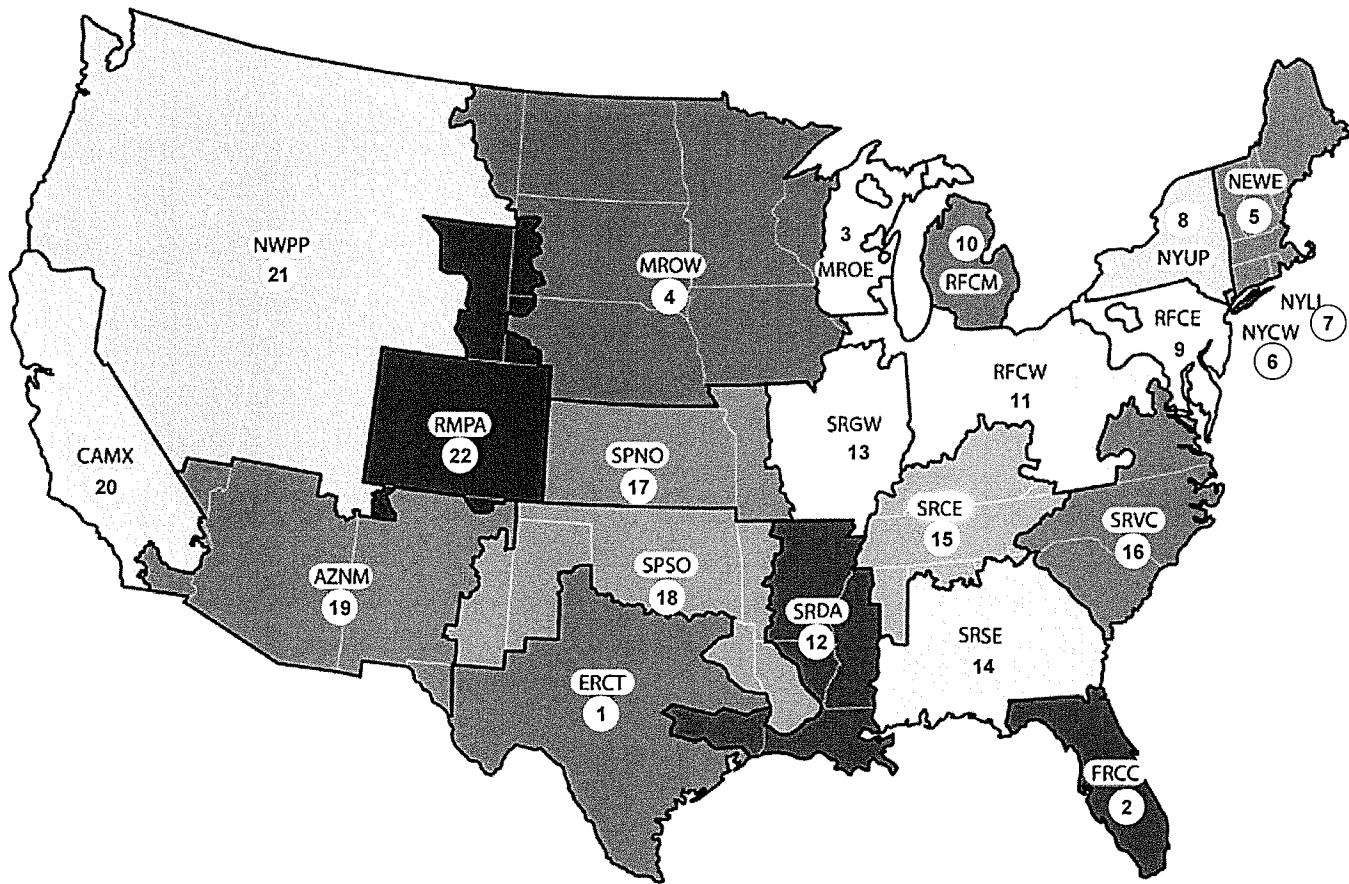 NWPP
21
MROW
4
3
MROE
10
RFCM
8
NYUP
NEWE
5
NYLI
7
NYCW
6
RFCE
9
RFCW
11
SRGW
13
RMPA
22
SPNO
17
CAMX
20
SRCE
15
SRVC
16
AZNM
19
SPSO
18
SRDA
12
SRSE
14
ERCT
1
FRCC
2